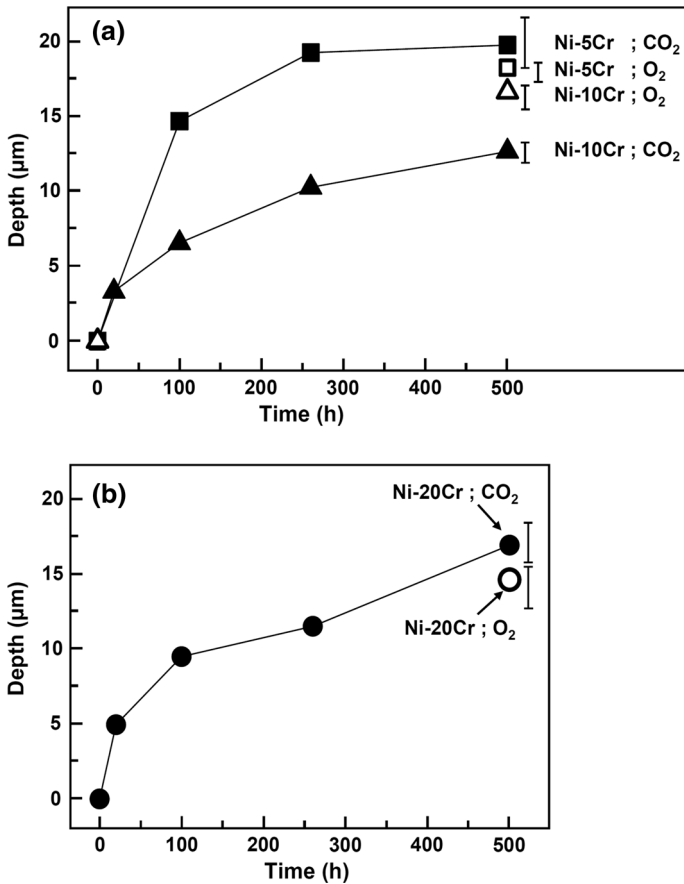 (a)
Depth (µm)
20
15
10
5
0
Ni-5Cr ; CO₂
Ni-5Cr ; O₂
Ni-10Cr ; O₂
Ni-10Cr ; CO₂
0 100 200 300 400 500
Time (h)
(b)
Depth (µm)
20
15
10
5
0
Ni-20Cr ; CO₂
Ni-20Cr ; O₂
0 100 200 300 400 500
Time (h)